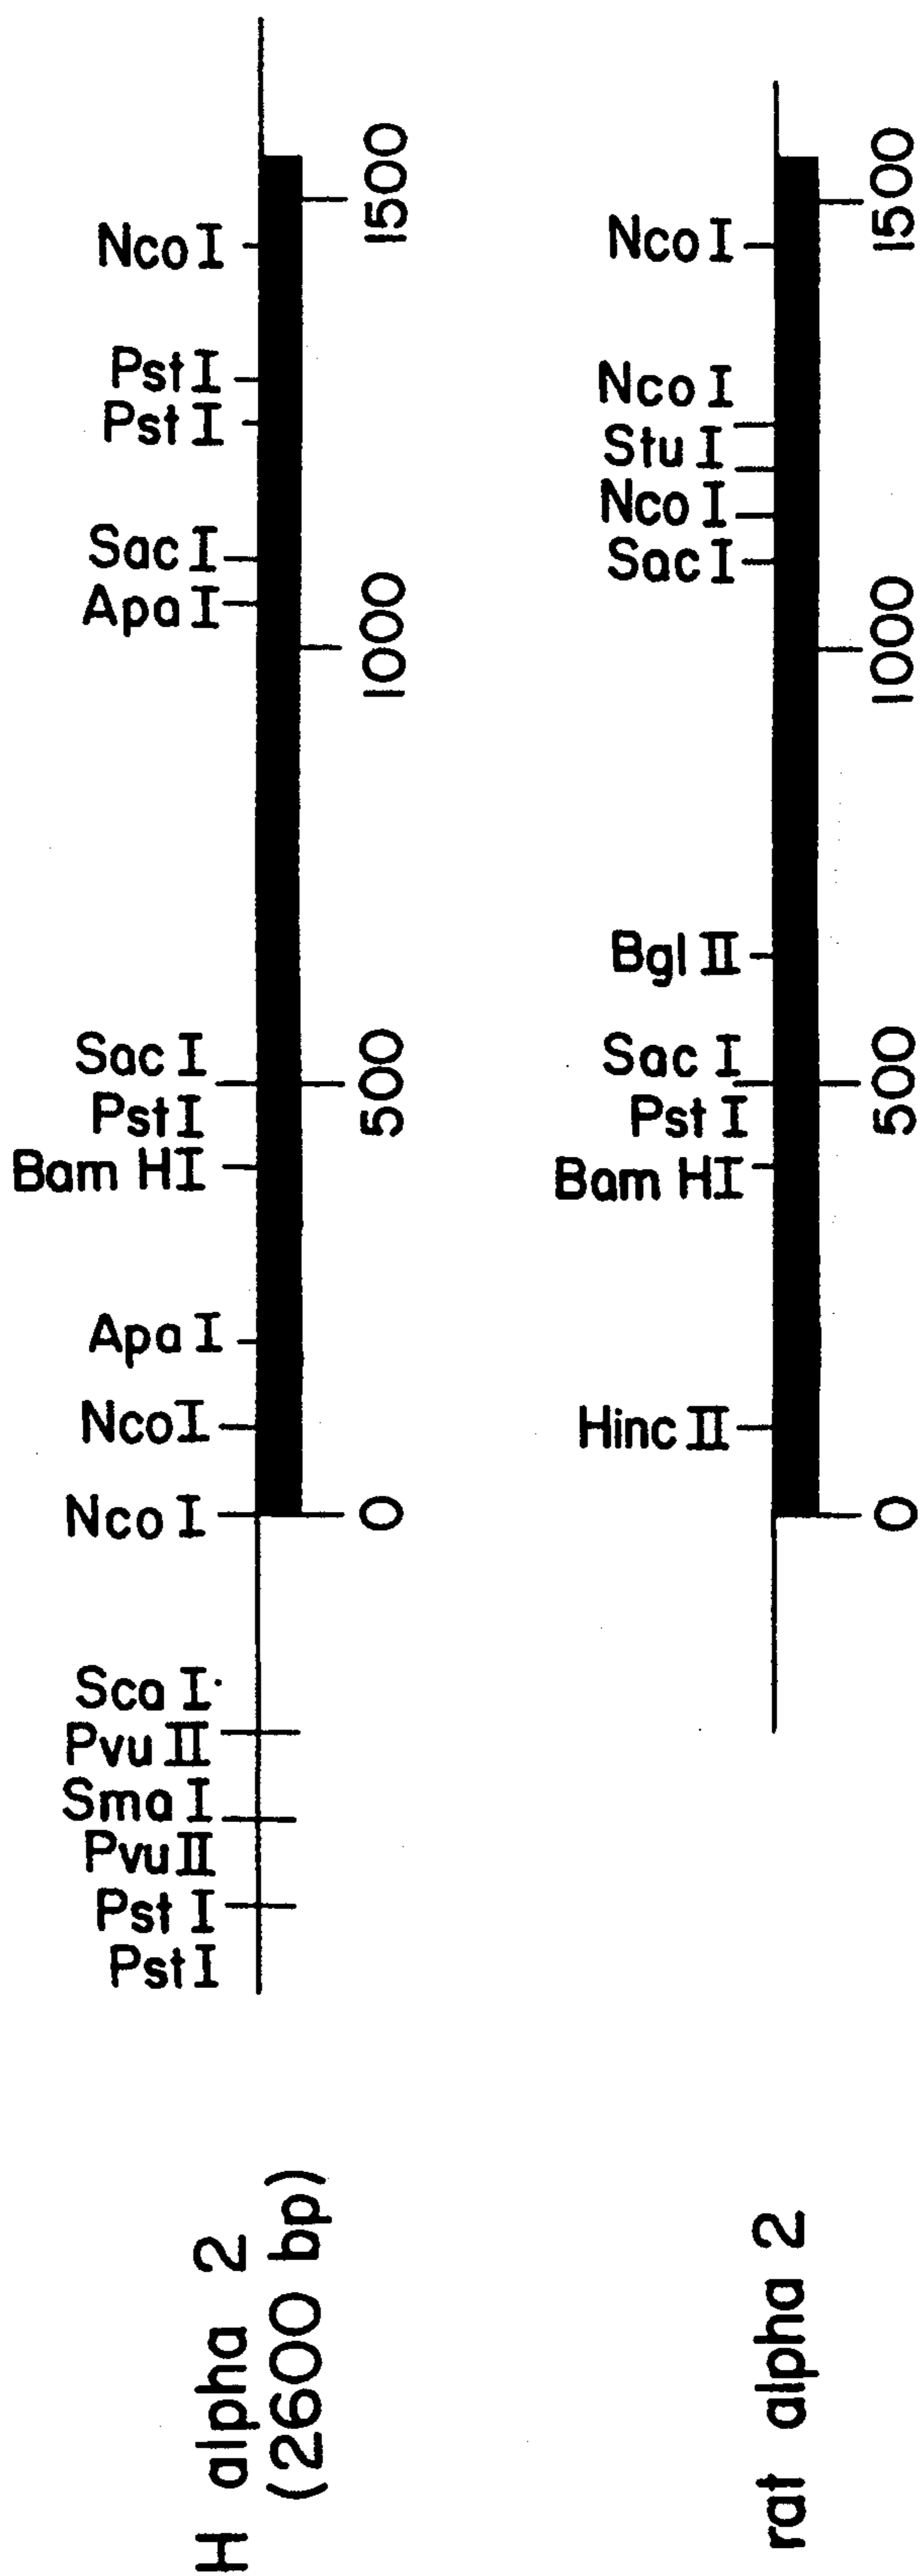 H alpha 2
(2600 bp)
Pst I
Pst I
Pvu II
Sma I
Pvu II
Sca I
Nco I
Nco I
Apa I
Bam HI
Pst I
Sac I
Apa I
Sac I
Pst I
Pst I
Nco I
0
500
1000
1500
rat alpha 2
Hinc II
Bam HI
Pst I
Sac I
Bgl II
Sac I
Nco I
Stu I
Nco I
Nco I
0
500
1000
1500